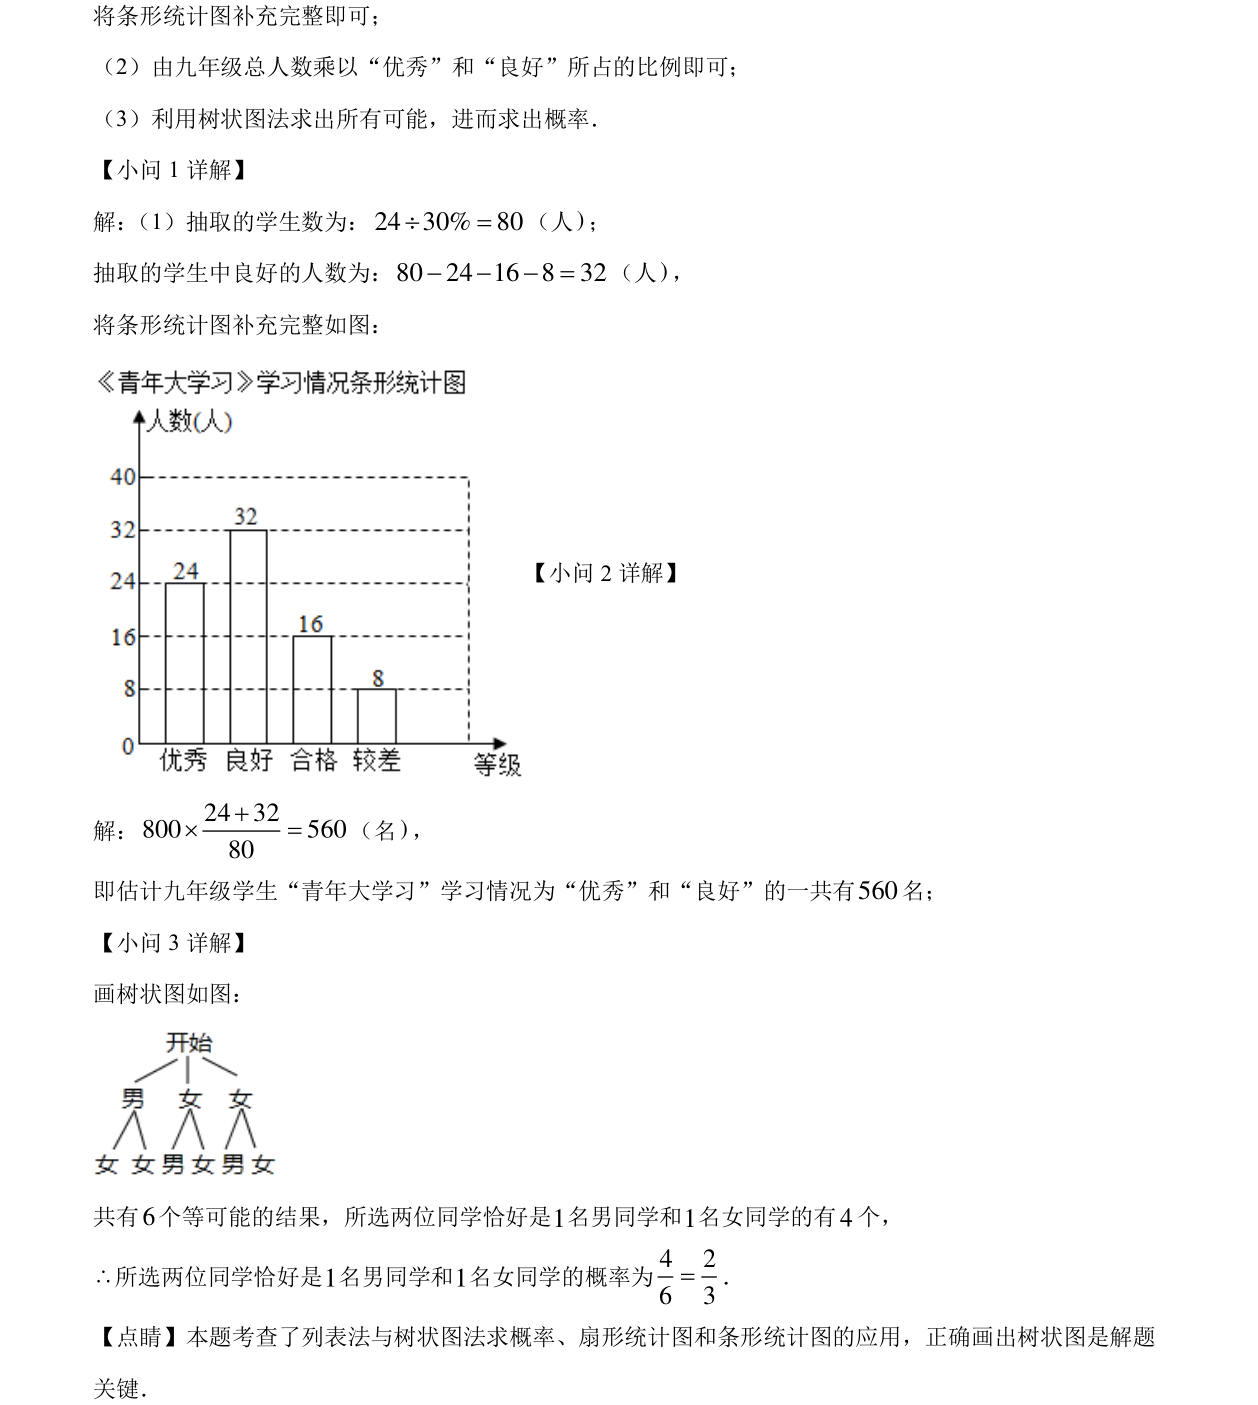 将条形统计图补充完整即可；
（2）由九年级总人数乘以“优秀”和“良好”所占的比例即可；
（3）利用树状图法求出所有可能，进而求出概率．
【小问 1 详解】
解：（1）抽取的学生数为：24÷30%=80（人）；
抽取的学生中良好的人数为：80−24−16−8=32（人），
将条形统计图补充完整如图：
《青年大学习》学习情况条形统计图
人数(人)
40
32
32
24
24
16
16
8
8
0
优秀 良好 合格 较差
等级
【小问 2 详解】
解：800×(24+32)/80=560（名），
即估计九年级学生“青年大学习”学习情况为“优秀”和“良好”的一共有560名；
【小问 3 详解】
画树状图如图：
开始
男 女 女
女 女 男 女 男 女
共有6个等可能的结果，所选两位同学恰好是1名男同学和1名女同学的有4个，
∴所选两位同学恰好是1名男同学和1名女同学的概率为4/6=2/3．
【点睛】本题考查了列表法与树状图法求概率、扇形统计图和条形统计图的应用，正确画出树状图是解题
关键．